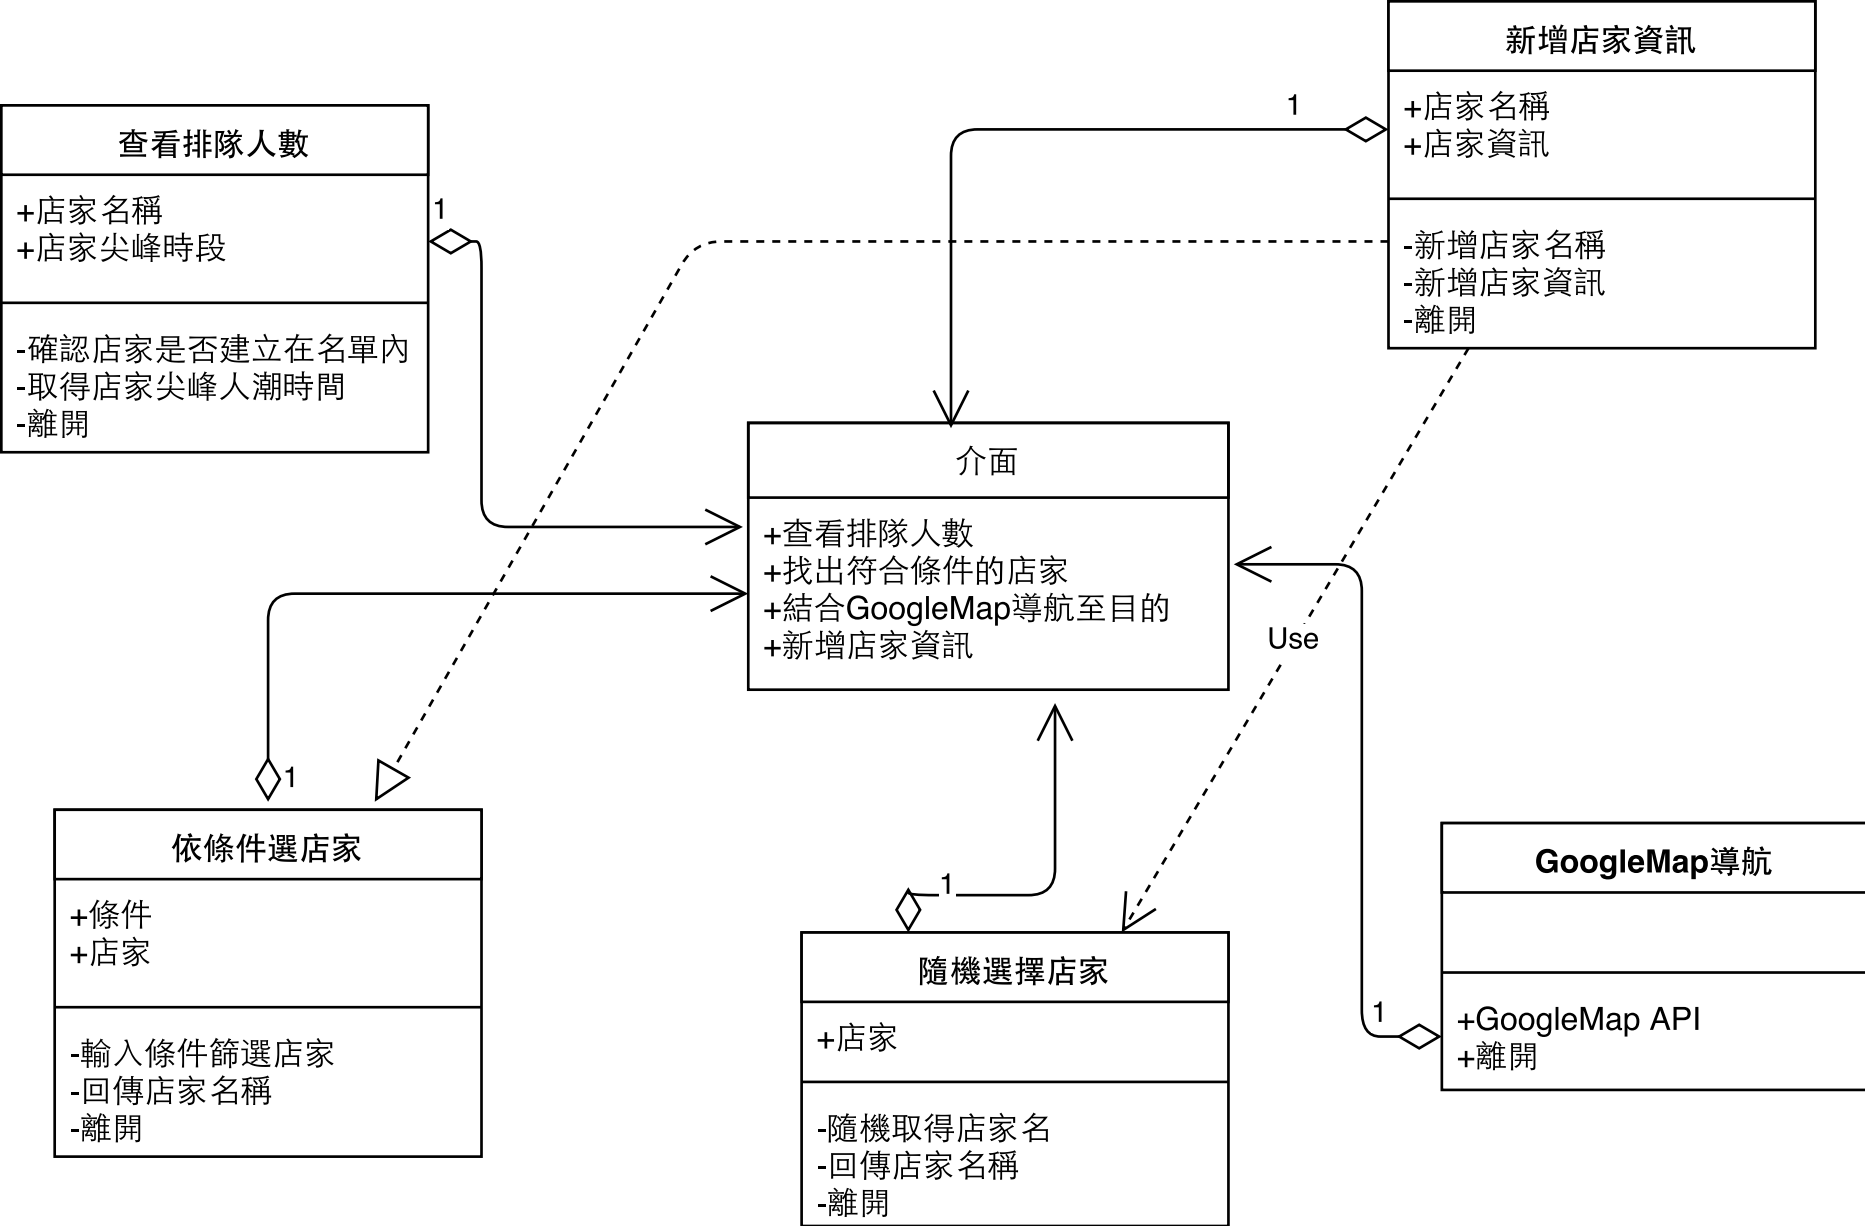 新增店家資訊
+店家名稱
+店家資訊
-新增店家名稱
-新增店家資訊
-離開
1
查看排隊人數
+店家名稱
+店家尖峰時段
-確認店家是否建立在名單內
-取得店家尖峰人潮時間
-離開
1
介面
+查看排隊人數
+找出符合條件的店家
+結合GoogleMap導航至目的
+新增店家資訊
Use
1
依條件選店家
+條件
+店家
-輸入條件篩選店家
-回傳店家名稱
-離開
1
隨機選擇店家
+店家
-隨機取得店家名
-回傳店家名稱
-離開
GoogleMap導航
1
+GoogleMap API
+離開